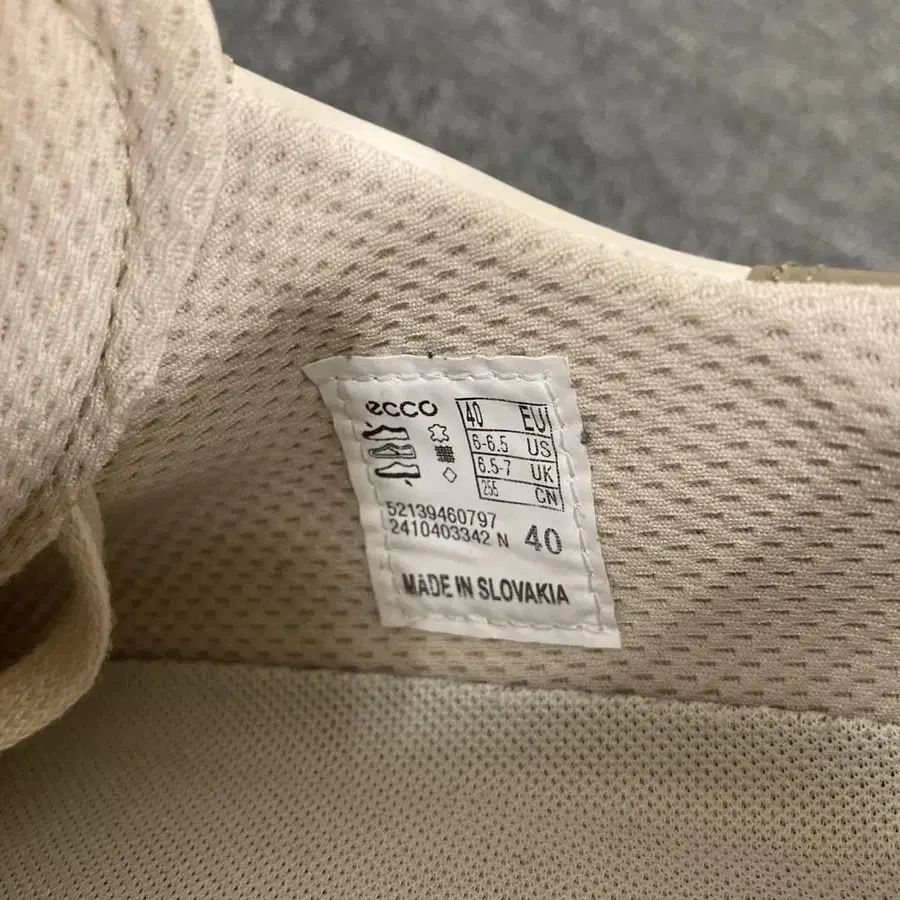 ecco
40 EU
6-6.5 US
6.5-7 UK
255 CN
52139460797
2410403342 N 40
MADE IN SLOVAKIA